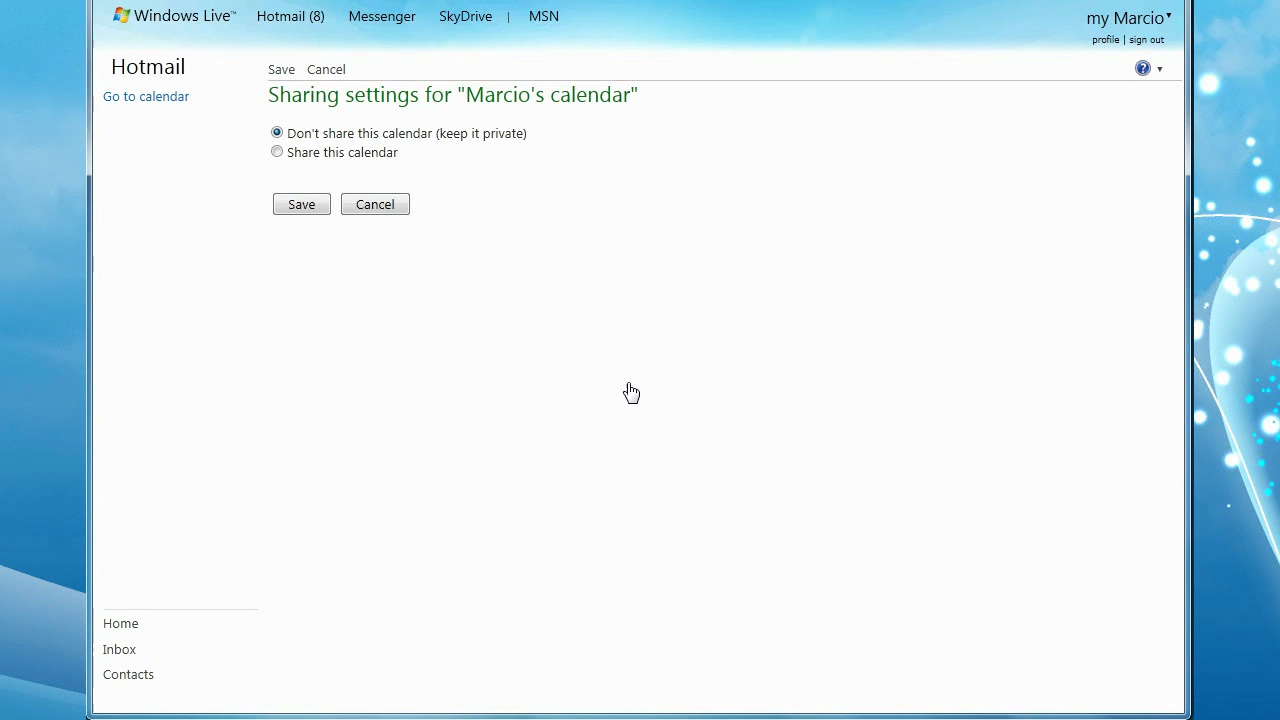 Windows Live™ Hotmail (8) Messenger SkyDrive | MSN my Marcio
profile | sign out
Hotmail
Save Cancel
Go to calendar
Sharing settings for "Marcio's calendar"
Don't share this calendar (keep it private)
Share this calendar
Save Cancel
Home
Inbox
Contacts